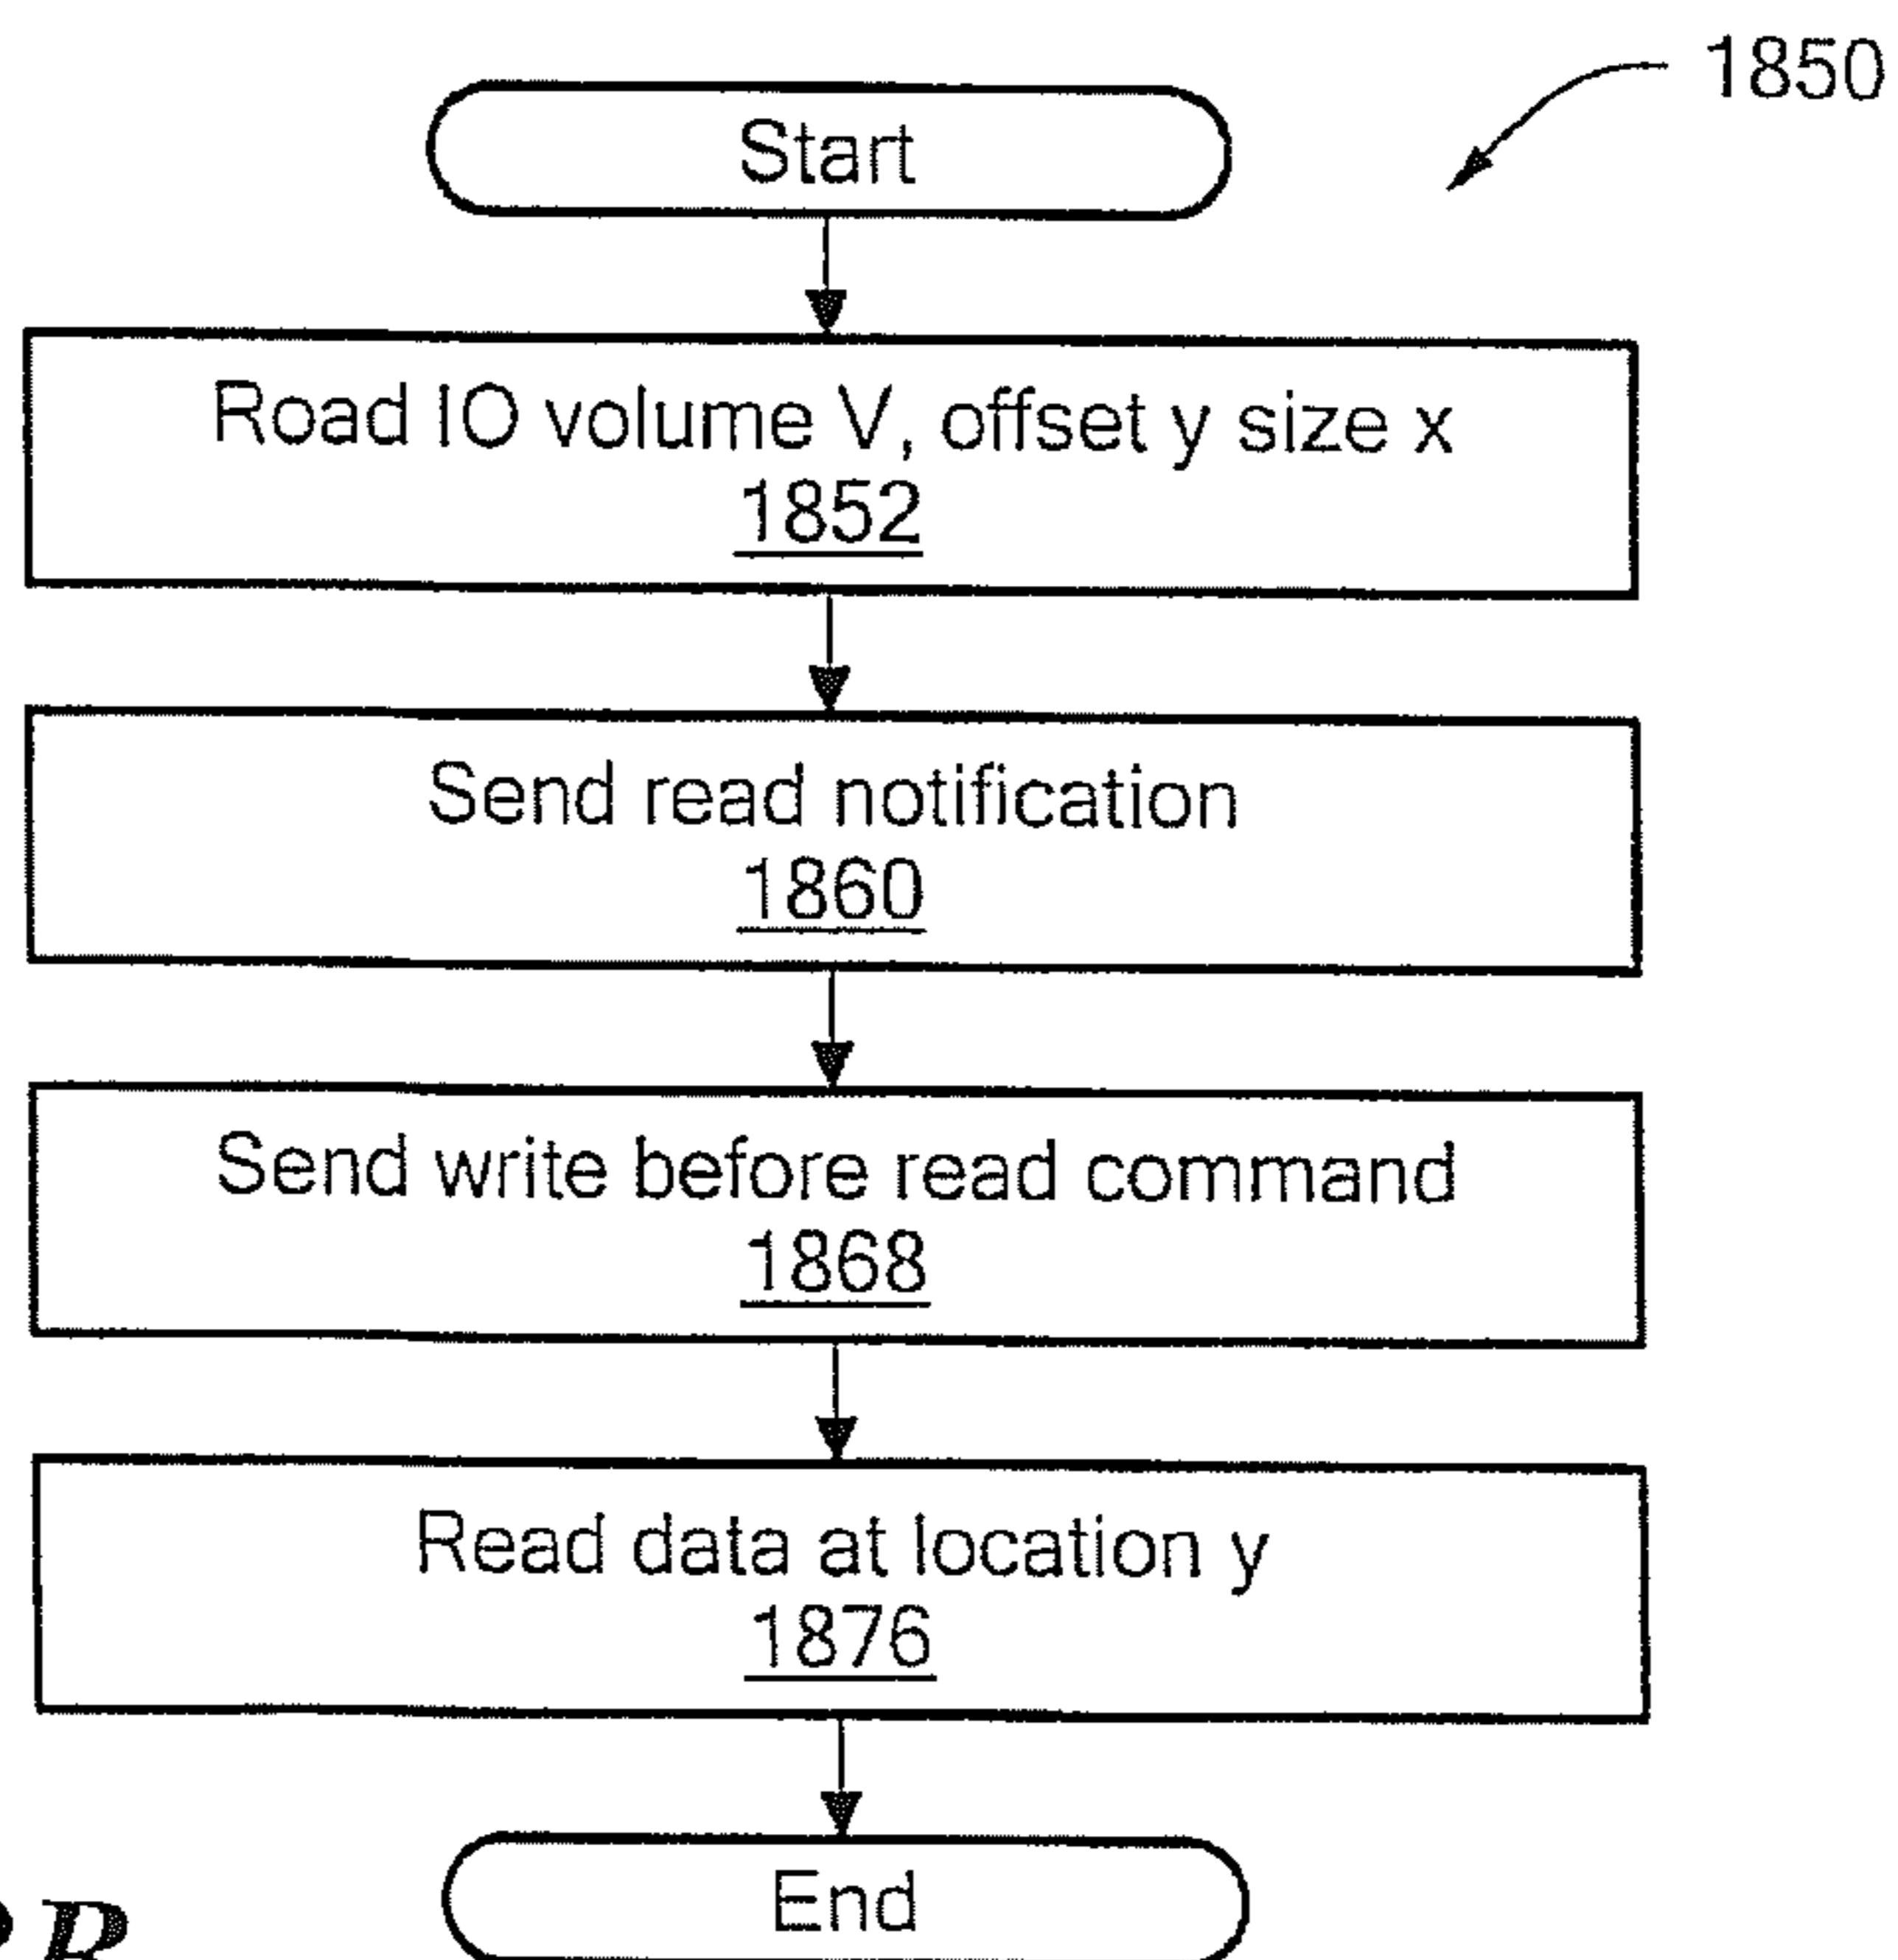 1850
Start
Road IO volume V, offset y size x
1852
Send read notification
1860
Send write before read command
1868
Read data at location y
1876
End